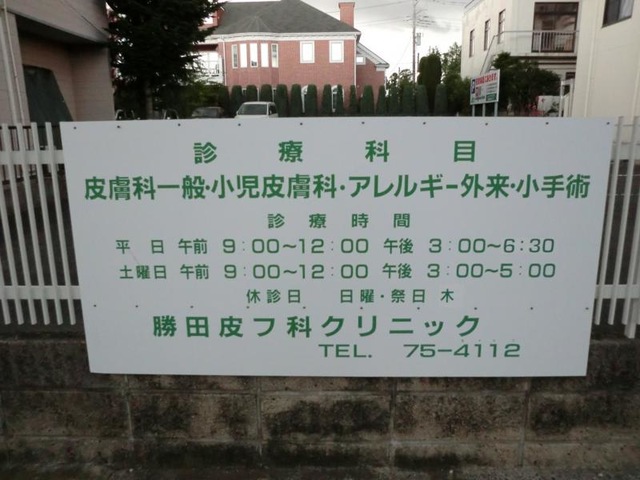 診療科目
皮膚科一般・小児皮膚科・アレルギー外来・小手術
診療時間
平日 午前 9:00〜12:00 午後 3:00〜6:30
土曜日 午前 9:00〜12:00 午後 3:00〜5:00
休診日 日曜・祭日 木
勝田皮フ科クリニック
TEL. 75-4112